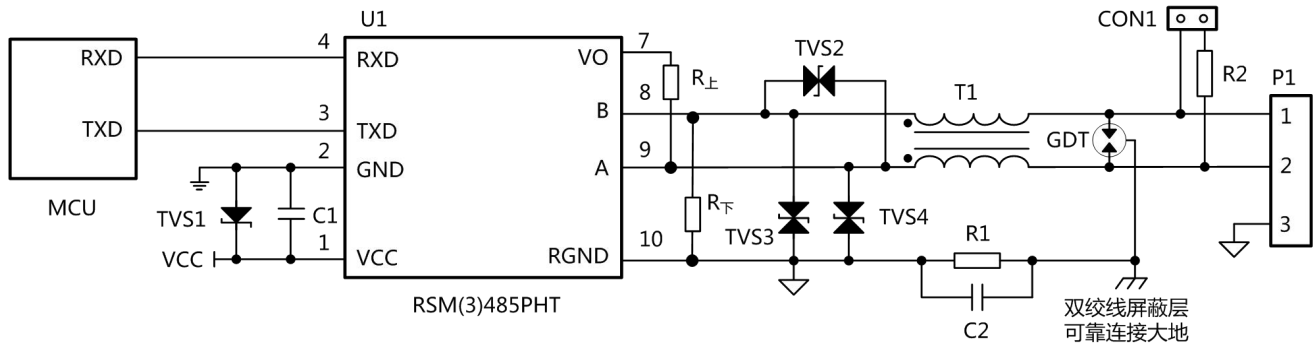 U1
CON1
RXD
4
RXD
VO
7
TVS2
R上
R2
P1
8
B
T1
1
TXD
3
TXD
GDT
2
GND
A
9
2
MCU
TVS1
C1
R下
TVS3
TVS4
3
VCC
1
VCC
RGND
10
R1
RSM(3)485PHT
C2
双绞线屏蔽层
可靠连接大地